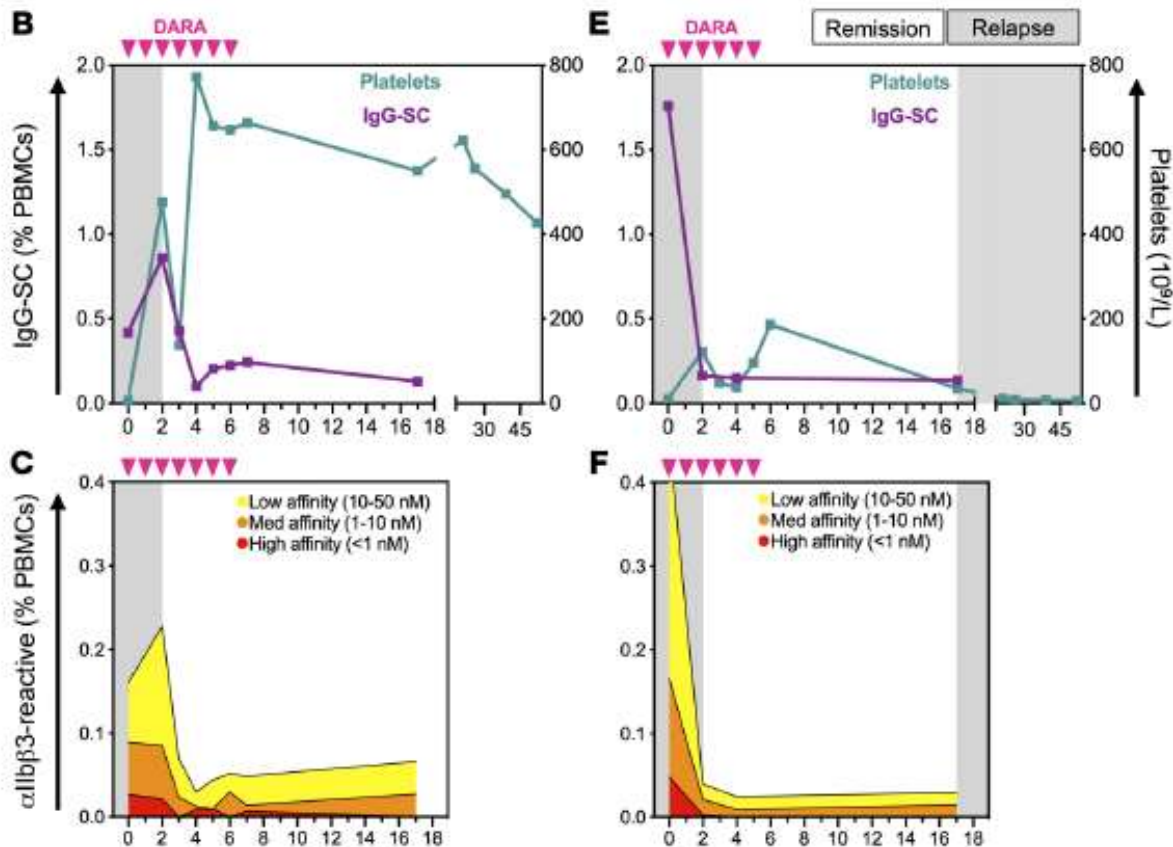 B
DARA
E
DARA
Remission
Relapse
2.0
1.5
1.0
0.5
0.0
IgG-SC (% PBMCs)
Platelets
IgG-SC
800
600
400
200
0
0 2 4 6 8 10 12 14 16 18 30 45
2.0
1.5
1.0
0.5
0.0
Platelets
IgG-SC
800
600
400
200
0
Platelets (10⁹/L)
0 2 4 6 8 10 12 14 16 18 30 45
C
0.4
0.3
0.2
0.1
0.0
αIIbβ3-reactive (% PBMCs)
Low affinity (10-50 nM)
Med affinity (1-10 nM)
High affinity (<1 nM)
0 2 4 6 8 10 12 14 16 18
F
0.4
0.3
0.2
0.1
0.0
Low affinity (10-50 nM)
Med affinity (1-10 nM)
High affinity (<1 nM)
0 2 4 6 8 10 12 14 16 18